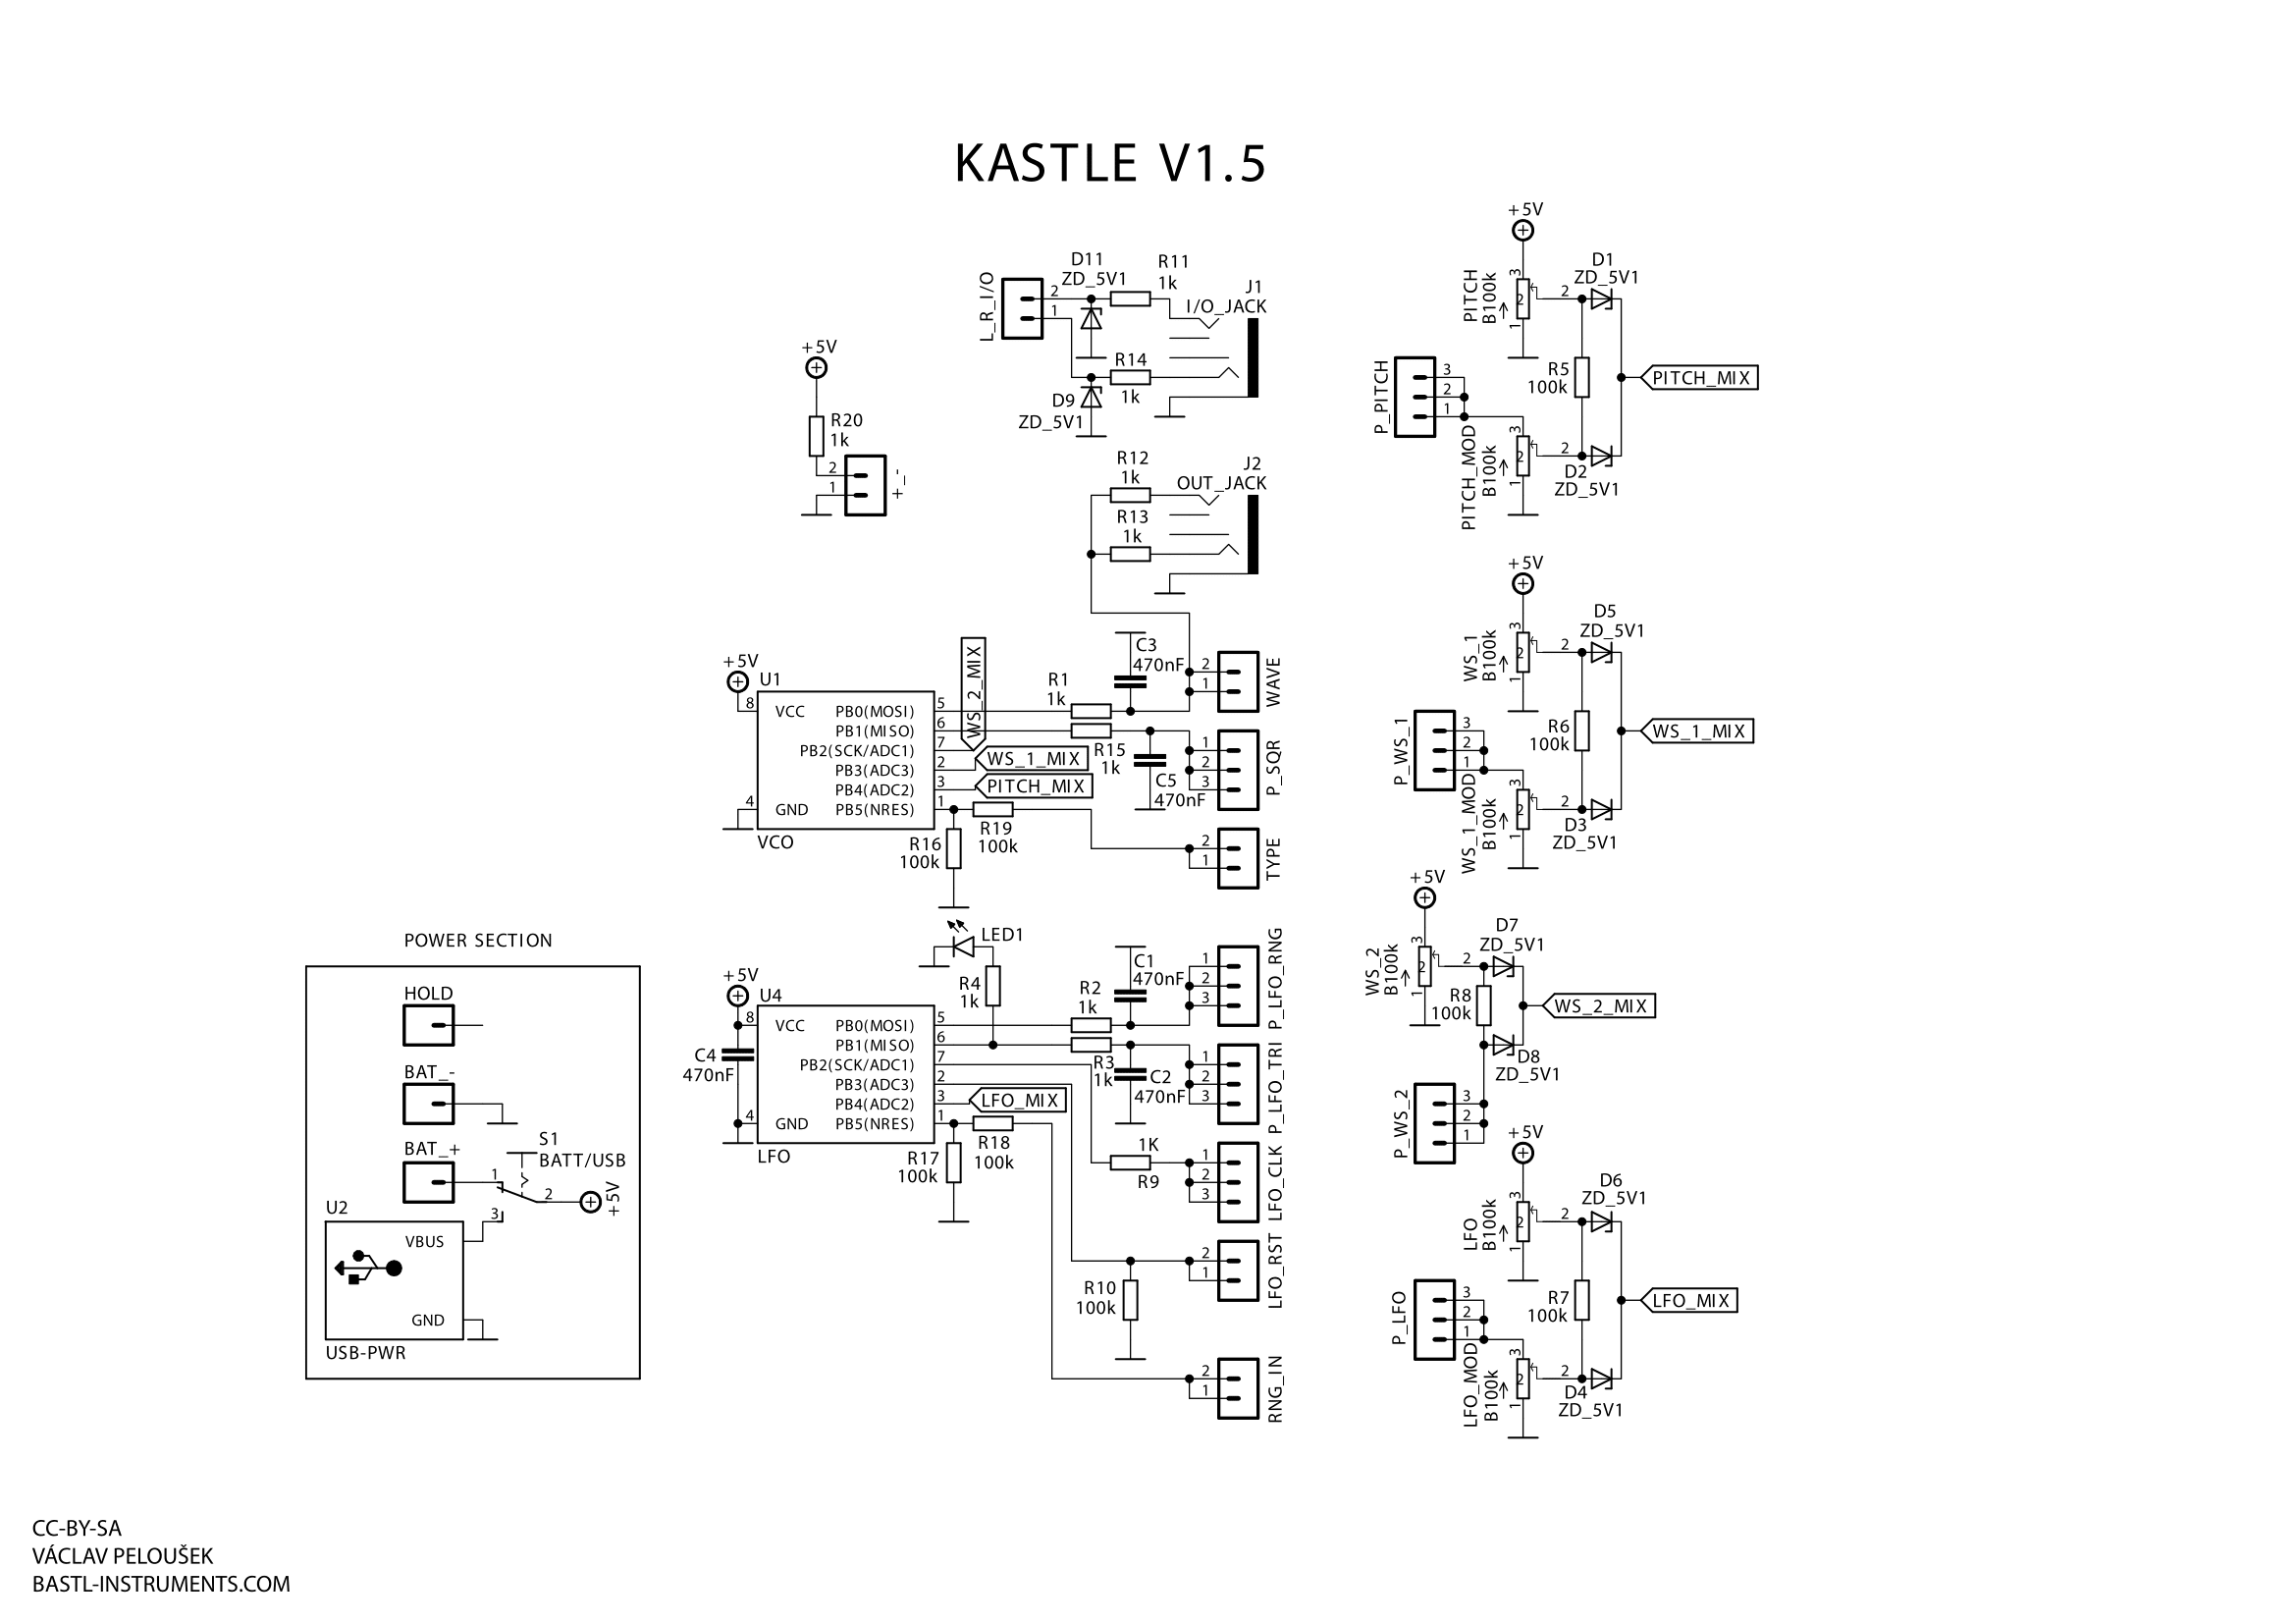 KASTLE V1.5
+5V
R20
1k
2
1
-
+
L_R_I/O
2
1
D11
ZD_5V1
R11
1k
J1
I/O_JACK
R14
1k
D9
ZD_5V1
R12
1k
J2
OUT_JACK
R13
1k
+5V
U1
8
VCC
4
GND
VCO
PB0(MOSI)
5
PB1(MISO)
6
PB2(SCK/ADC1)
7
PB3(ADC3)
2
PB4(ADC2)
3
PB5(NRES)
1
WS_2_MIX
WS_1_MIX
PITCH_MIX
R1
1k
C3
470nF
2
1
WAVE
R15
1k
C5
470nF
1
2
3
P_SQR
R16
100k
R19
100k
2
1
TYPE
LED1
R4
1k
+5V
U4
8
VCC
4
GND
LFO
C4
470nF
PB0(MOSI)
5
PB1(MISO)
6
PB2(SCK/ADC1)
7
PB3(ADC3)
2
PB4(ADC2)
3
PB5(NRES)
1
LFO_MIX
R2
1k
C1
470nF
1
2
3
P_LFO_RNG
R3
1k
C2
470nF
1
2
3
P_LFO_TRI
R17
100k
R18
100k
1K
R9
1
2
3
LFO_CLK
2
1
LFO_RST
R10
100k
2
1
RNG_IN
+5V
PITCH
B100k
3
2
1
2
D1
ZD_5V1
R5
100k
PITCH_MIX
P_PITCH
3
2
1
PITCH_MOD
B100k
3
2
1
2
D2
ZD_5V1
+5V
WS_1
B100k
3
2
1
2
D5
ZD_5V1
R6
100k
WS_1_MIX
P_WS_1
3
2
1
WS_1_MOD
B100k
3
2
1
2
D3
ZD_5V1
+5V
WS_2
B100k
3
2
1
2
D7
ZD_5V1
R8
100k
WS_2_MIX
D8
ZD_5V1
P_WS_2
3
2
1
+5V
LFO
B100k
3
2
1
2
D6
ZD_5V1
R7
100k
LFO_MIX
P_LFO
3
2
1
LFO_MOD
B100k
3
2
1
2
D4
ZD_5V1
POWER SECTION
HOLD
BAT_-
BAT_+
S1
BATT/USB
1
2
3
+5V
U2
VBUS
GND
USB-PWR
CC-BY-SA
VÁCLAV PELOUŠEK
BASTL-INSTRUMENTS.COM